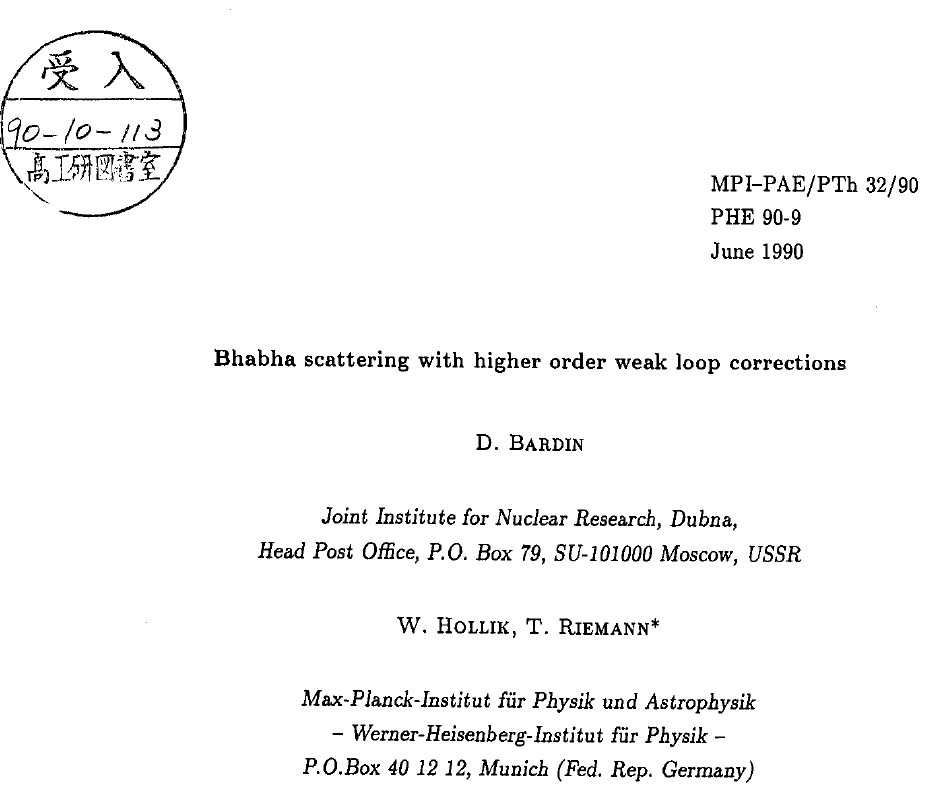 受入
90-10-113
高工研図書室
MPI–PAE/PTh 32/90
PHE 90-9
June 1990
Bhabha scattering with higher order weak loop corrections
D. BARDIN
Joint Institute for Nuclear Research, Dubna,
Head Post Office, P.O. Box 79, SU-101000 Moscow, USSR
W. HOLLIK, T. RIEMANN*
Max-Planck-Institut für Physik und Astrophysik
– Werner-Heisenberg-Institut für Physik –
P.O.Box 40 12 12, Munich (Fed. Rep. Germany)